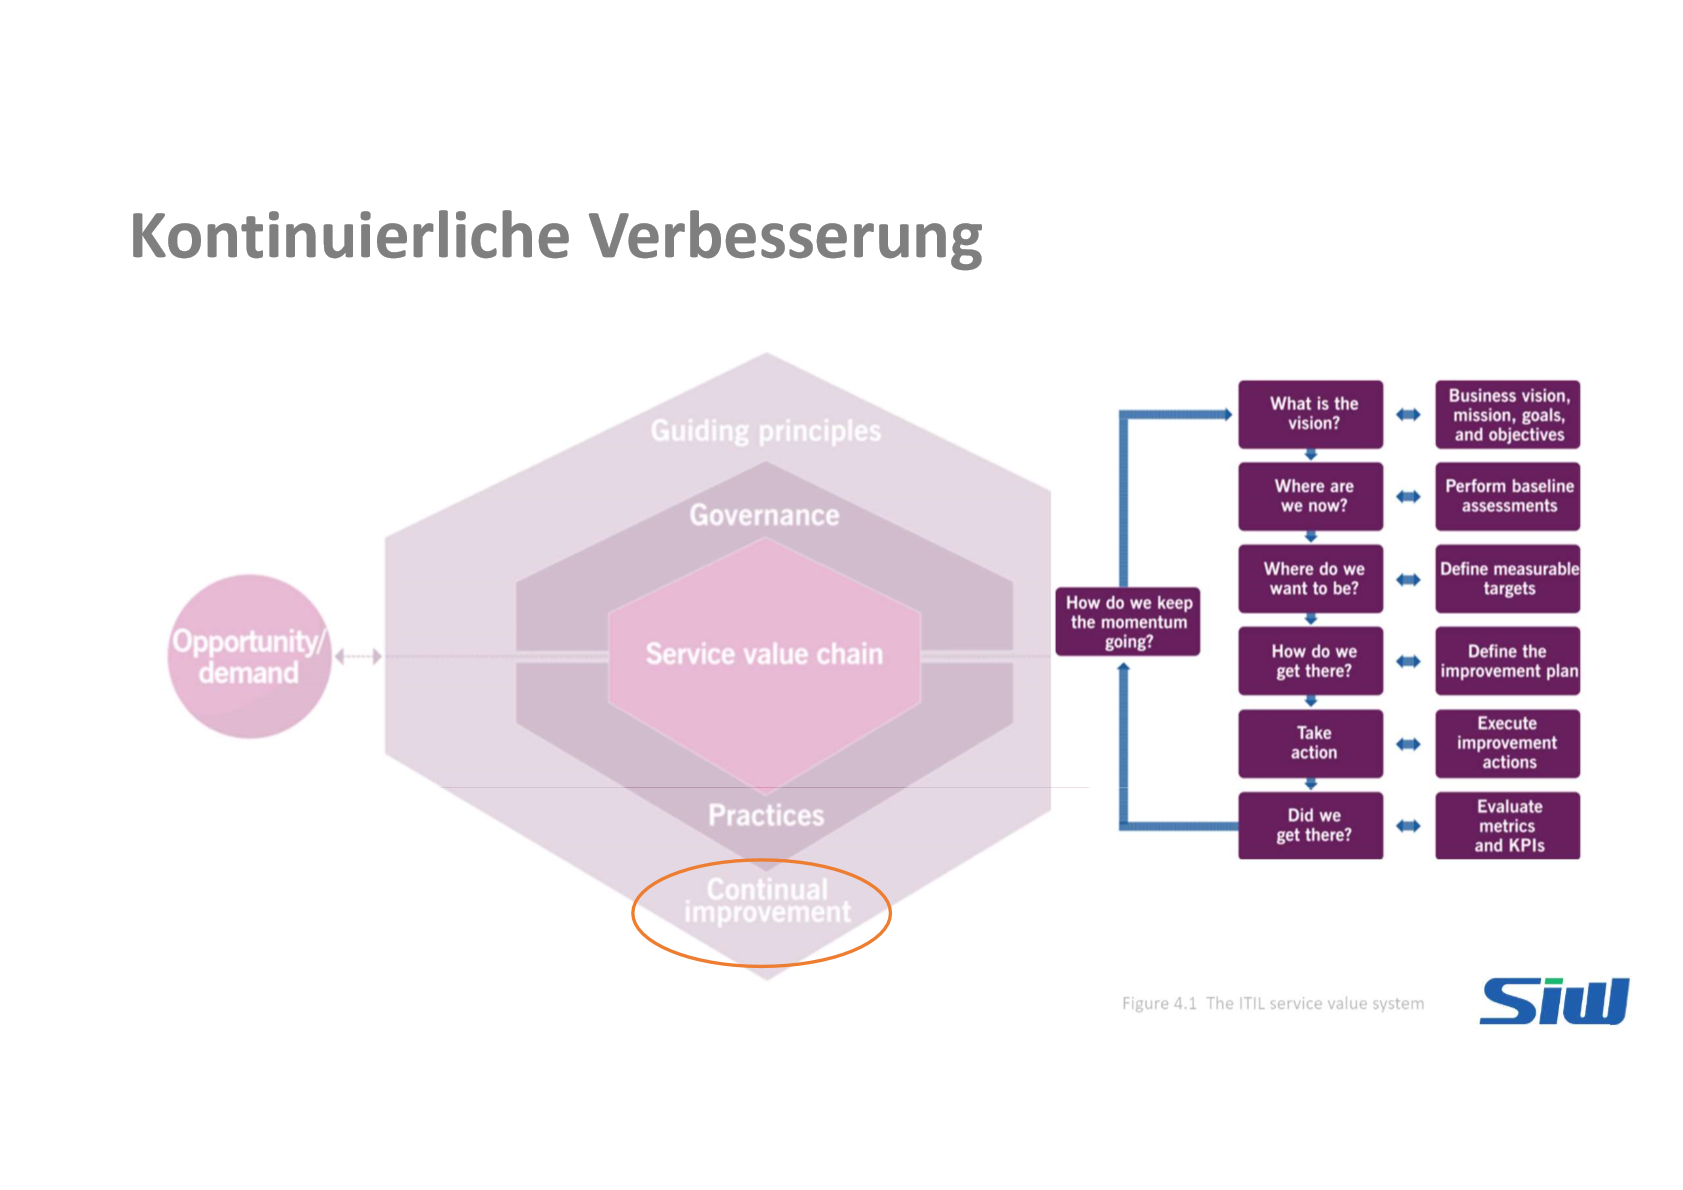 Kontinuierliche Verbesserung
Guiding principles
Governance
Opportunity/
demand
Service value chain
Practices
Continual
improvement
How do we keep
the momentum
going?
What is the
vision?
Business vision,
mission, goals,
and objectives
Where are
we now?
Perform baseline
assessments
Where do we
want to be?
Define measurable
targets
How do we
get there?
Define the
improvement plan
Take
action
Execute
improvement
actions
Did we
get there?
Evaluate
metrics
and KPIs
Figure 4.1 The ITIL service value system
SIW